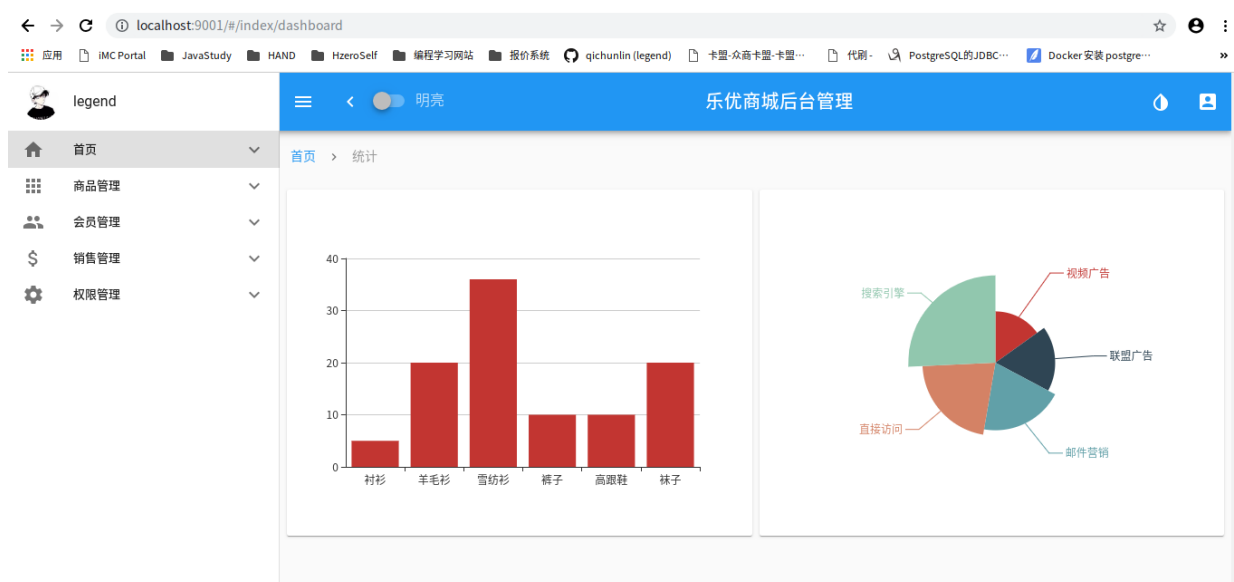 localhost:9001/#/index/dashboard
应用 iMC Portal JavaStudy HAND HzeroSelf 编程学习网站 报价系统 qichunlin (legend) 卡盟-众商卡盟-卡盟… 代刷- PostgreSQL的JDBC… Docker 安装 postgre… »
legend
明亮
乐优商城后台管理
首页
商品管理
会员管理
销售管理
权限管理
首页 > 统计
40
30
20
10
0
衬衫 羊毛衫 雪纺衫 裤子 高跟鞋 袜子
视频广告
搜索引擎
联盟广告
直接访问
邮件营销